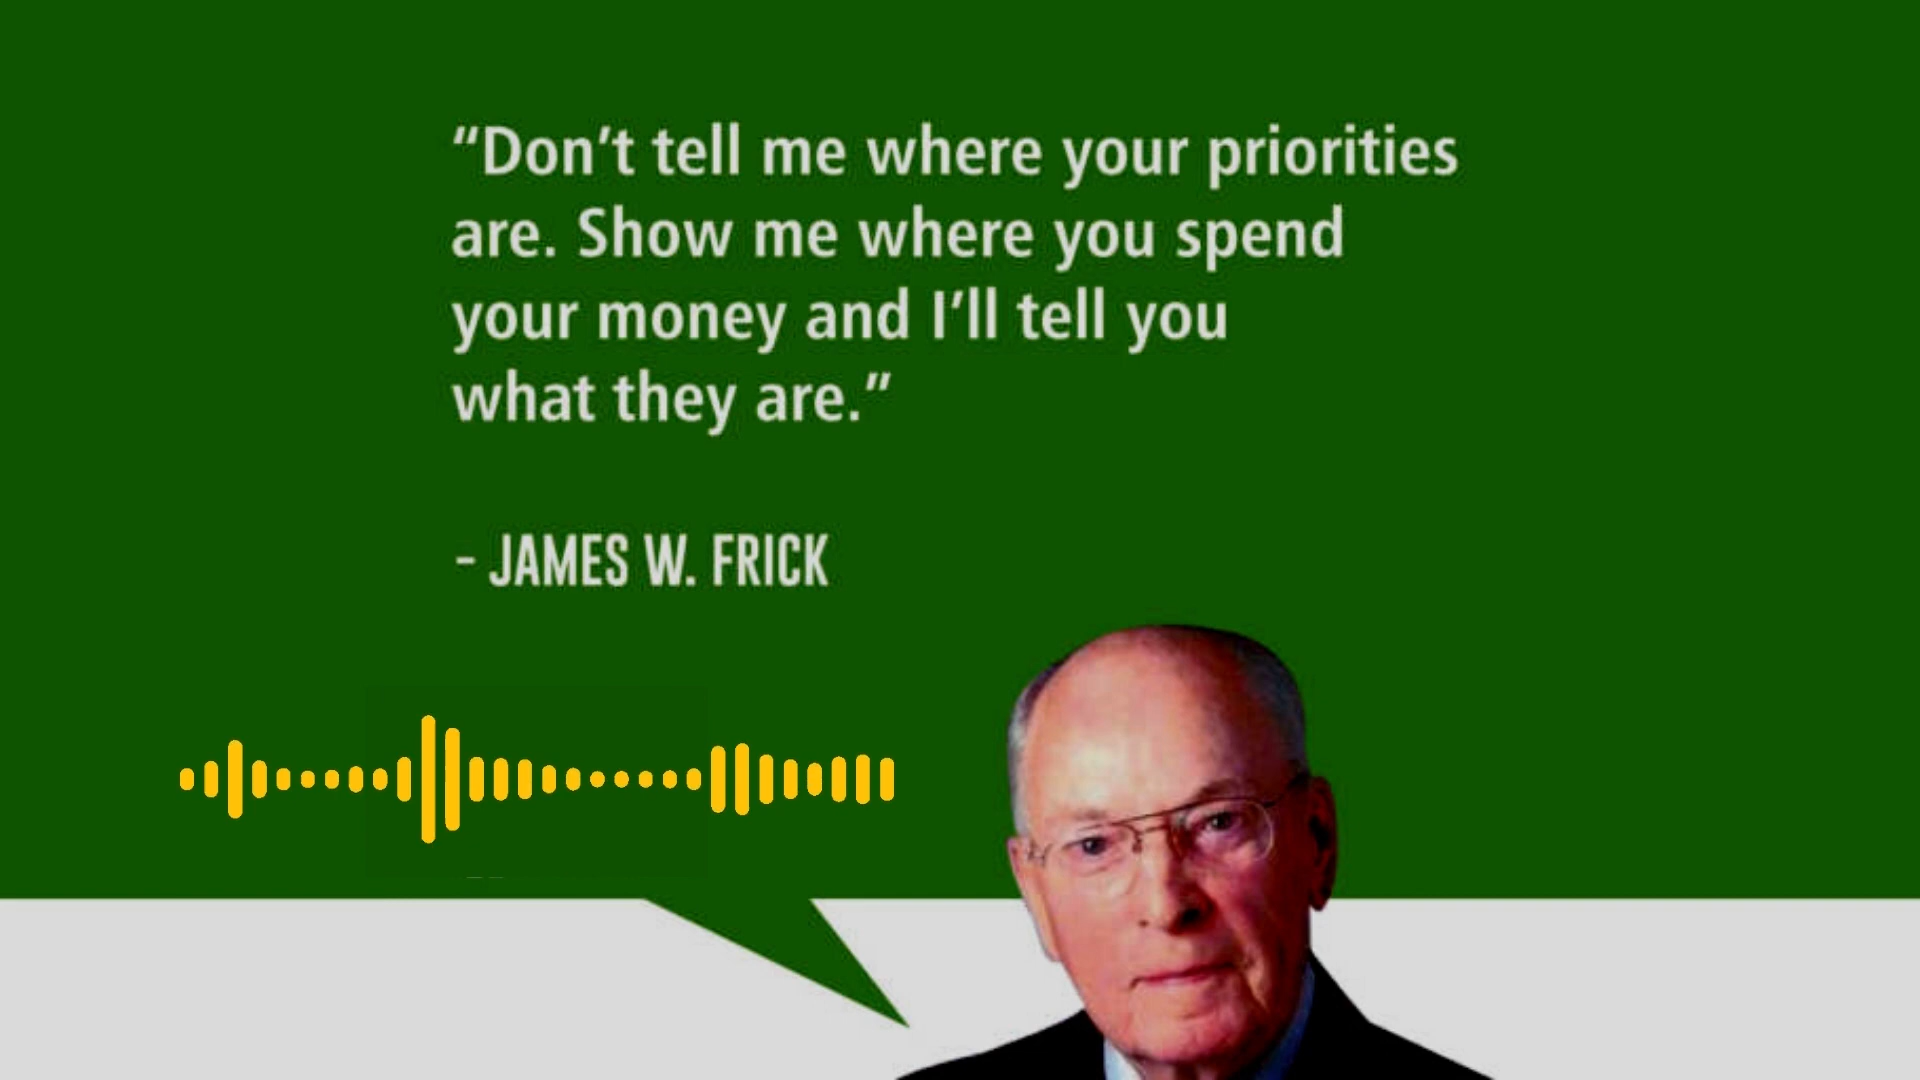 “Don’t tell me where your priorities
are. Show me where you spend
your money and I’ll tell you
what they are.”
- JAMES W. FRICK